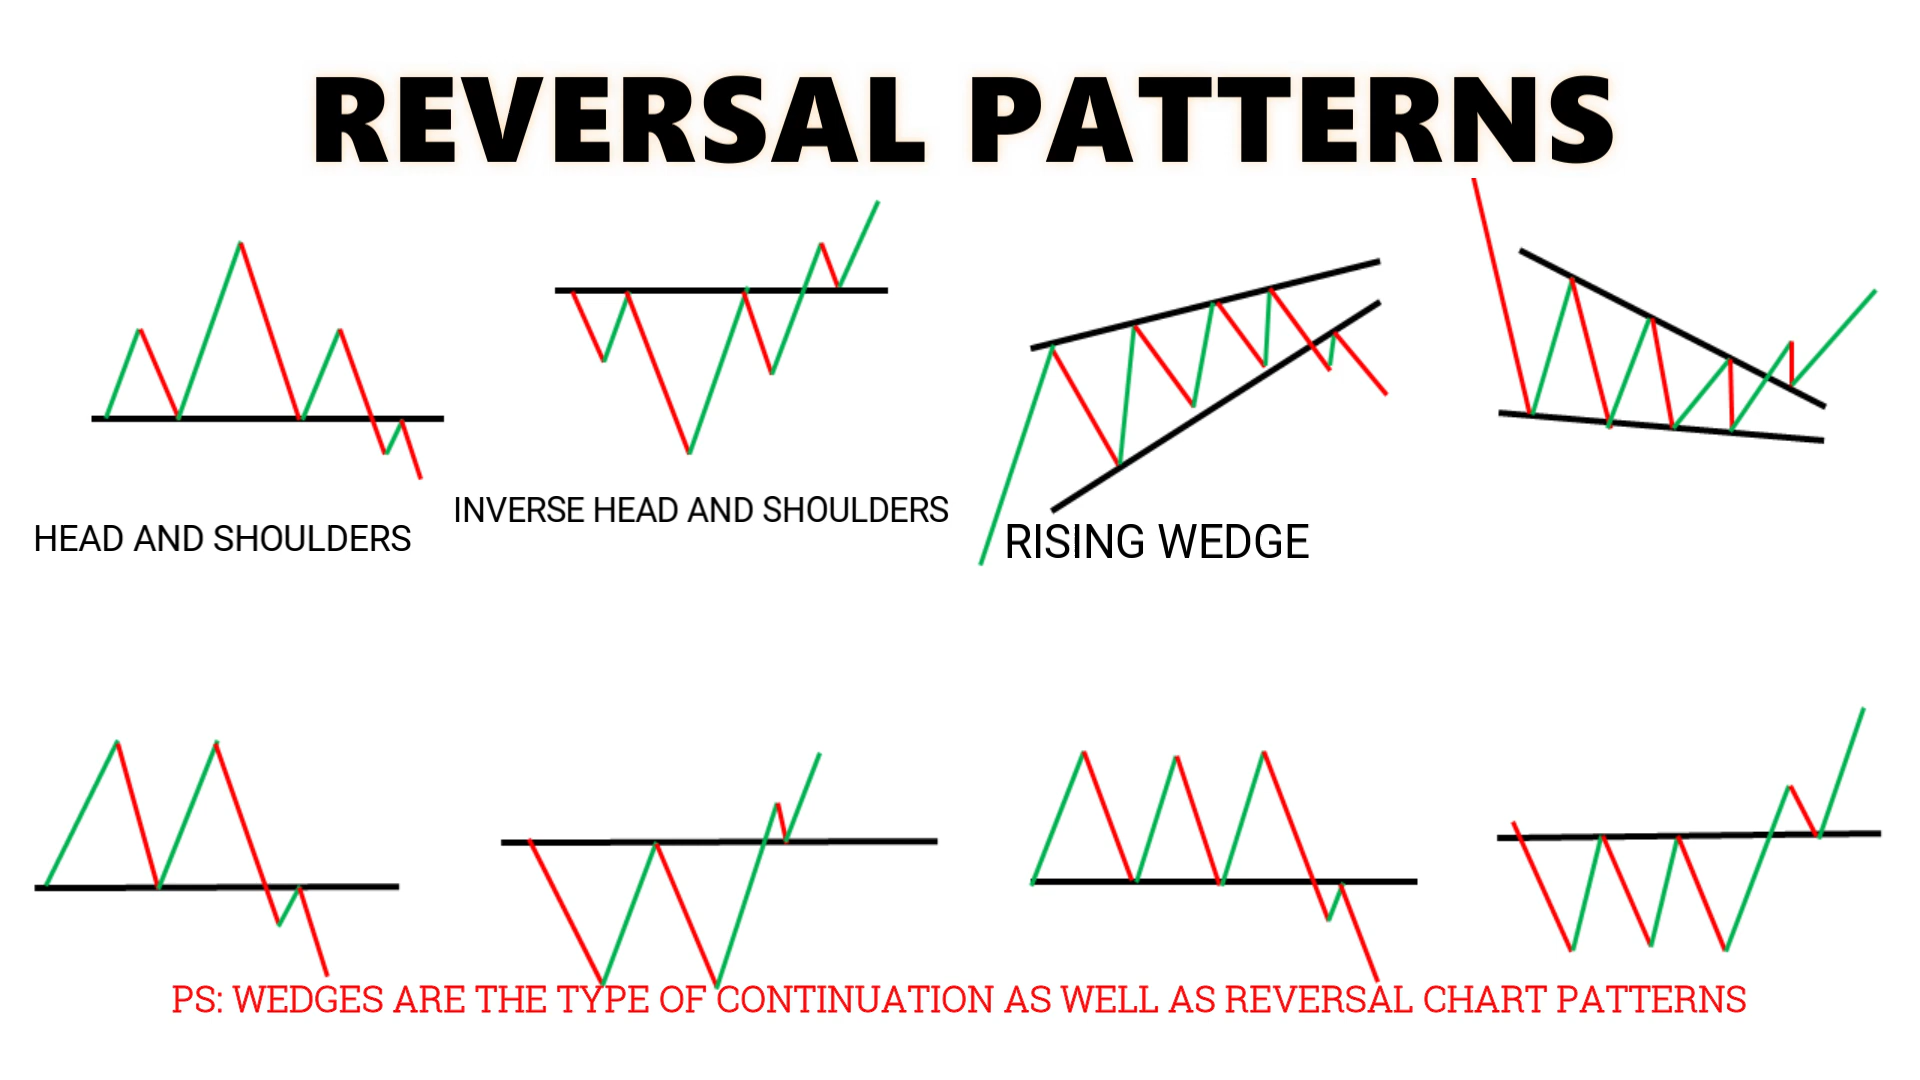 REVERSAL PATTERNS
HEAD AND SHOULDERS
INVERSE HEAD AND SHOULDERS
RISING WEDGE
PS: WEDGES ARE THE TYPE OF CONTINUATION AS WELL AS REVERSAL CHART PATTERNS